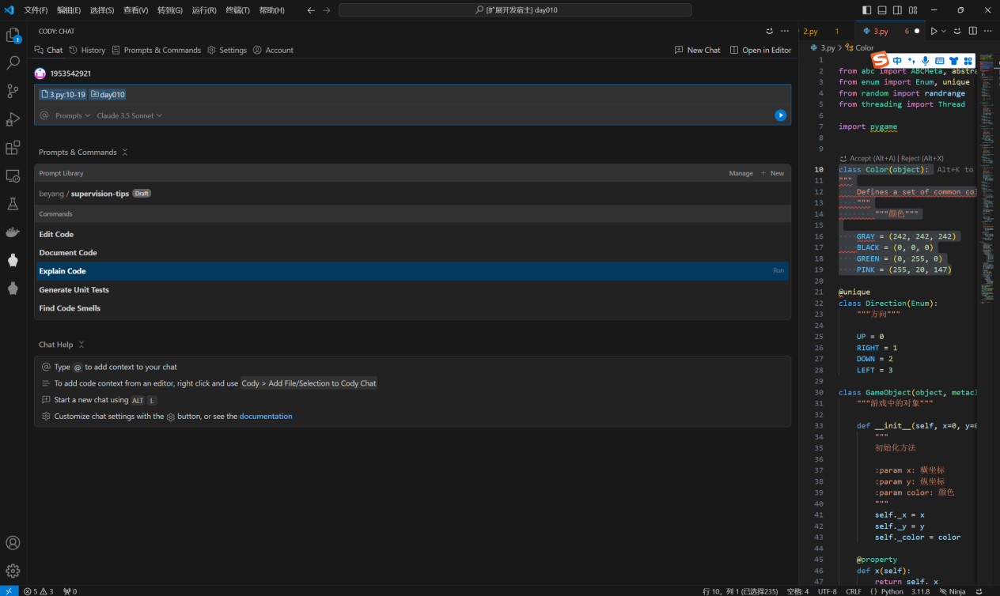 文件(F) 编辑(E) 选择(S) 查看(V) 转到(G) 运行(R) 终端(T) 帮助(H)
[扩展开发宿主] day010
CODY: CHAT
Chat History Prompts & Commands Settings Account
New Chat Open in Editor
1953542921
3.py:10-19 day010
@ Prompts Claude 3.5 Sonnet
Prompts & Commands
Prompt Library
Manage + New
beyang / supervision-tips Draft
Commands
Edit Code
Document Code
Explain Code Run
Generate Unit Tests
Find Code Smells
Chat Help
Type @ to add context to your chat
To add code context from an editor, right click and use Cody > Add File/Selection to Cody Chat
Start a new chat using ALT L
Customize chat settings with the button, or see the documentation
2.py 1 3.py 6
3.py > Color
中
1
2 from abc import ABCMeta, abstra
3 from enum import Enum, unique
4 from random import randrange
5 from threading import Thread
6
7 import pygame
8
9
Accept (Alt+A) | Reject (Alt+X)
10 class Color(object): Alt+K to
11 """
12 Defines a set of common col
13 """
14 """颜色"""
15
16 GRAY = (242, 242, 242)
17 BLACK = (0, 0, 0)
18 GREEN = (0, 255, 0)
19 PINK = (255, 20, 147)
20
21 @unique
22 class Direction(Enum):
23 """方向"""
24
25 UP = 0
26 RIGHT = 1
27 DOWN = 2
28 LEFT = 3
29
30 class GameObject(object, metacl
31 """游戏中的对象"""
32
33 def __init__(self, x=0, y=0
34 """
35 初始化方法
36
37 :param x: 横坐标
38 :param y: 纵坐标
39 :param color: 颜色
40 """
41 self._x = x
42 self._y = y
43 self._color = color
44
45 @property
46 def x(self):
47 return self._x
1
5 3 0
行 10，列 1 (已选择235) 空格: 4 UTF-8 CRLF {} Python 3.11.8 Ninja